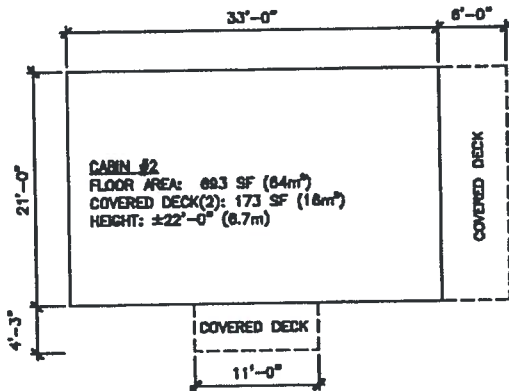 33'-0"
6'-0"
21'-0"
CABIN #2
FLOOR AREA: 693 SF (64m²)
COVERED DECK(2): 173 SF (16m²)
HEIGHT: ±22'-0" (6.7m)
COVERED DECK
4'-3"
COVERED DECK
11'-0"